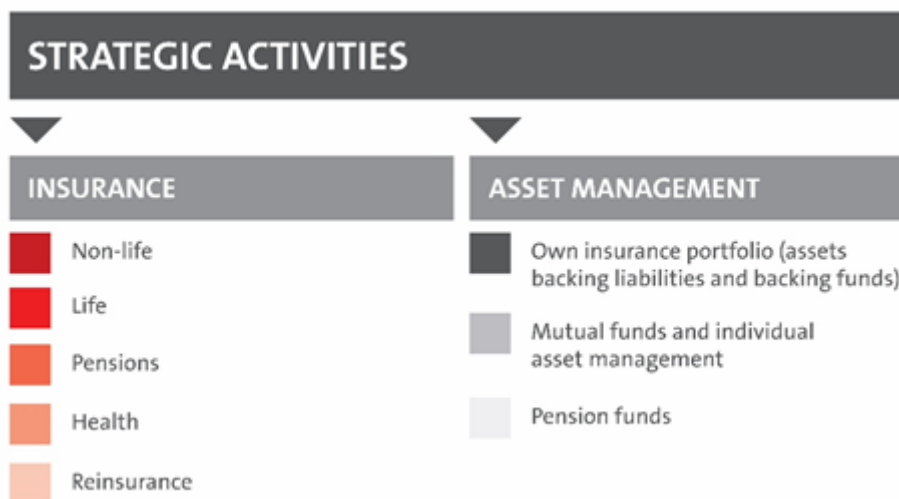 STRATEGIC ACTIVITIES
INSURANCE
Non-life
Life
Pensions
Health
Reinsurance
ASSET MANAGEMENT
Own insurance portfolio (assets
backing liabilities and backing funds)
Mutual funds and individual
asset management
Pension funds